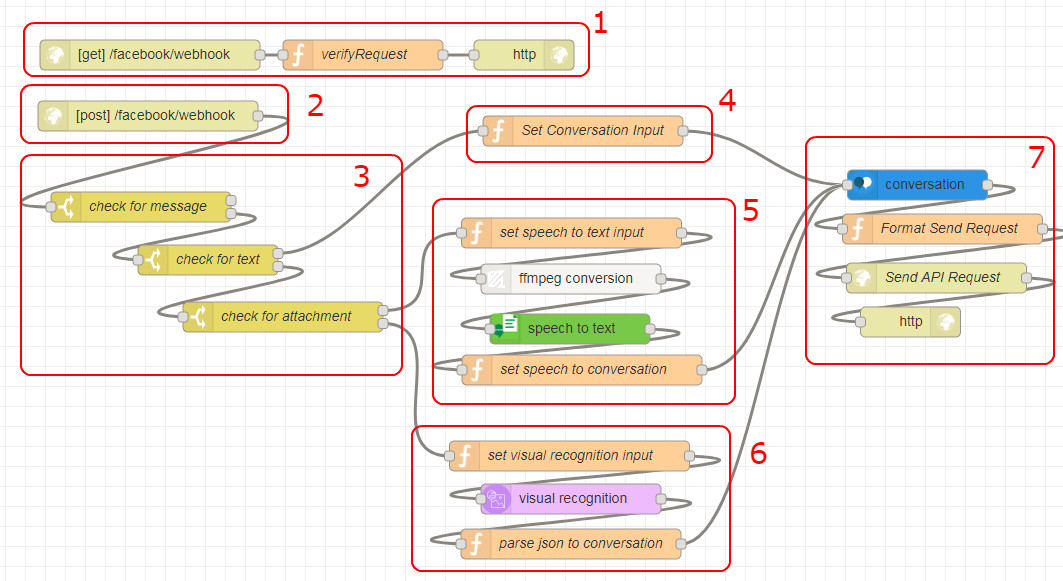 1
[get] /facebook/webhook
verifyRequest
http
2
[post] /facebook/webhook
3
check for message
check for text
check for attachment
4
Set Conversation Input
5
set speech to text input
ffmpeg conversion
speech to text
set speech to conversation
6
set visual recognition input
visual recognition
parse json to conversation
7
conversation
Format Send Request
Send API Request
http